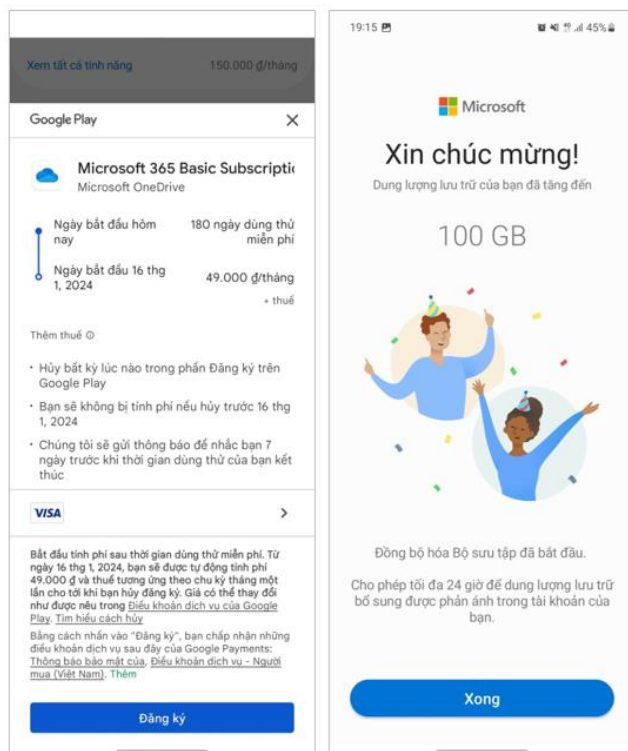 Xem tất cả tính năng 150.000 ₫/tháng
Google Play
Microsoft 365 Basic Subscripti
Microsoft OneDrive
Ngày bắt đầu hôm nay
180 ngày dùng thử miễn phí
Ngày bắt đầu 16 thg 1, 2024
49.000 ₫/tháng
+ thuế
Thêm thuế
• Hủy bất kỳ lúc nào trong phần Đăng ký trên
Google Play
• Bạn sẽ không bị tính phí nếu hủy trước 16 thg
1, 2024
• Chúng tôi sẽ gửi thông báo để nhắc bạn 7
ngày trước khi thời gian dùng thử của bạn kết
thúc
VISA
Bắt đầu tính phí sau thời gian dùng thử miễn phí. Từ
ngày 16 thg 1, 2024, bạn sẽ được tự động tính phí
49.000 ₫ và thuế tương ứng theo chu kỳ tháng một
lần cho tới khi bạn hủy đăng ký. Giá có thể thay đổi
như được nêu trong Điều khoản dịch vụ của Google
Play. Tìm hiểu cách hủy
Bằng cách nhấn vào "Đăng ký", bạn chấp nhận những
điều khoản dịch vụ sau đây của Google Payments:
Thông báo bảo mật của, Điều khoản dịch vụ - Người
mua (Việt Nam). Thêm
Đăng ký
19:15
45%
Microsoft
Xin chúc mừng!
Dung lượng lưu trữ của bạn đã tăng đến
100 GB
Đồng bộ hóa Bộ sưu tập đã bắt đầu.
Cho phép tối đa 24 giờ để dung lượng lưu trữ
bổ sung được phản ánh trong tài khoản của
bạn.
Xong